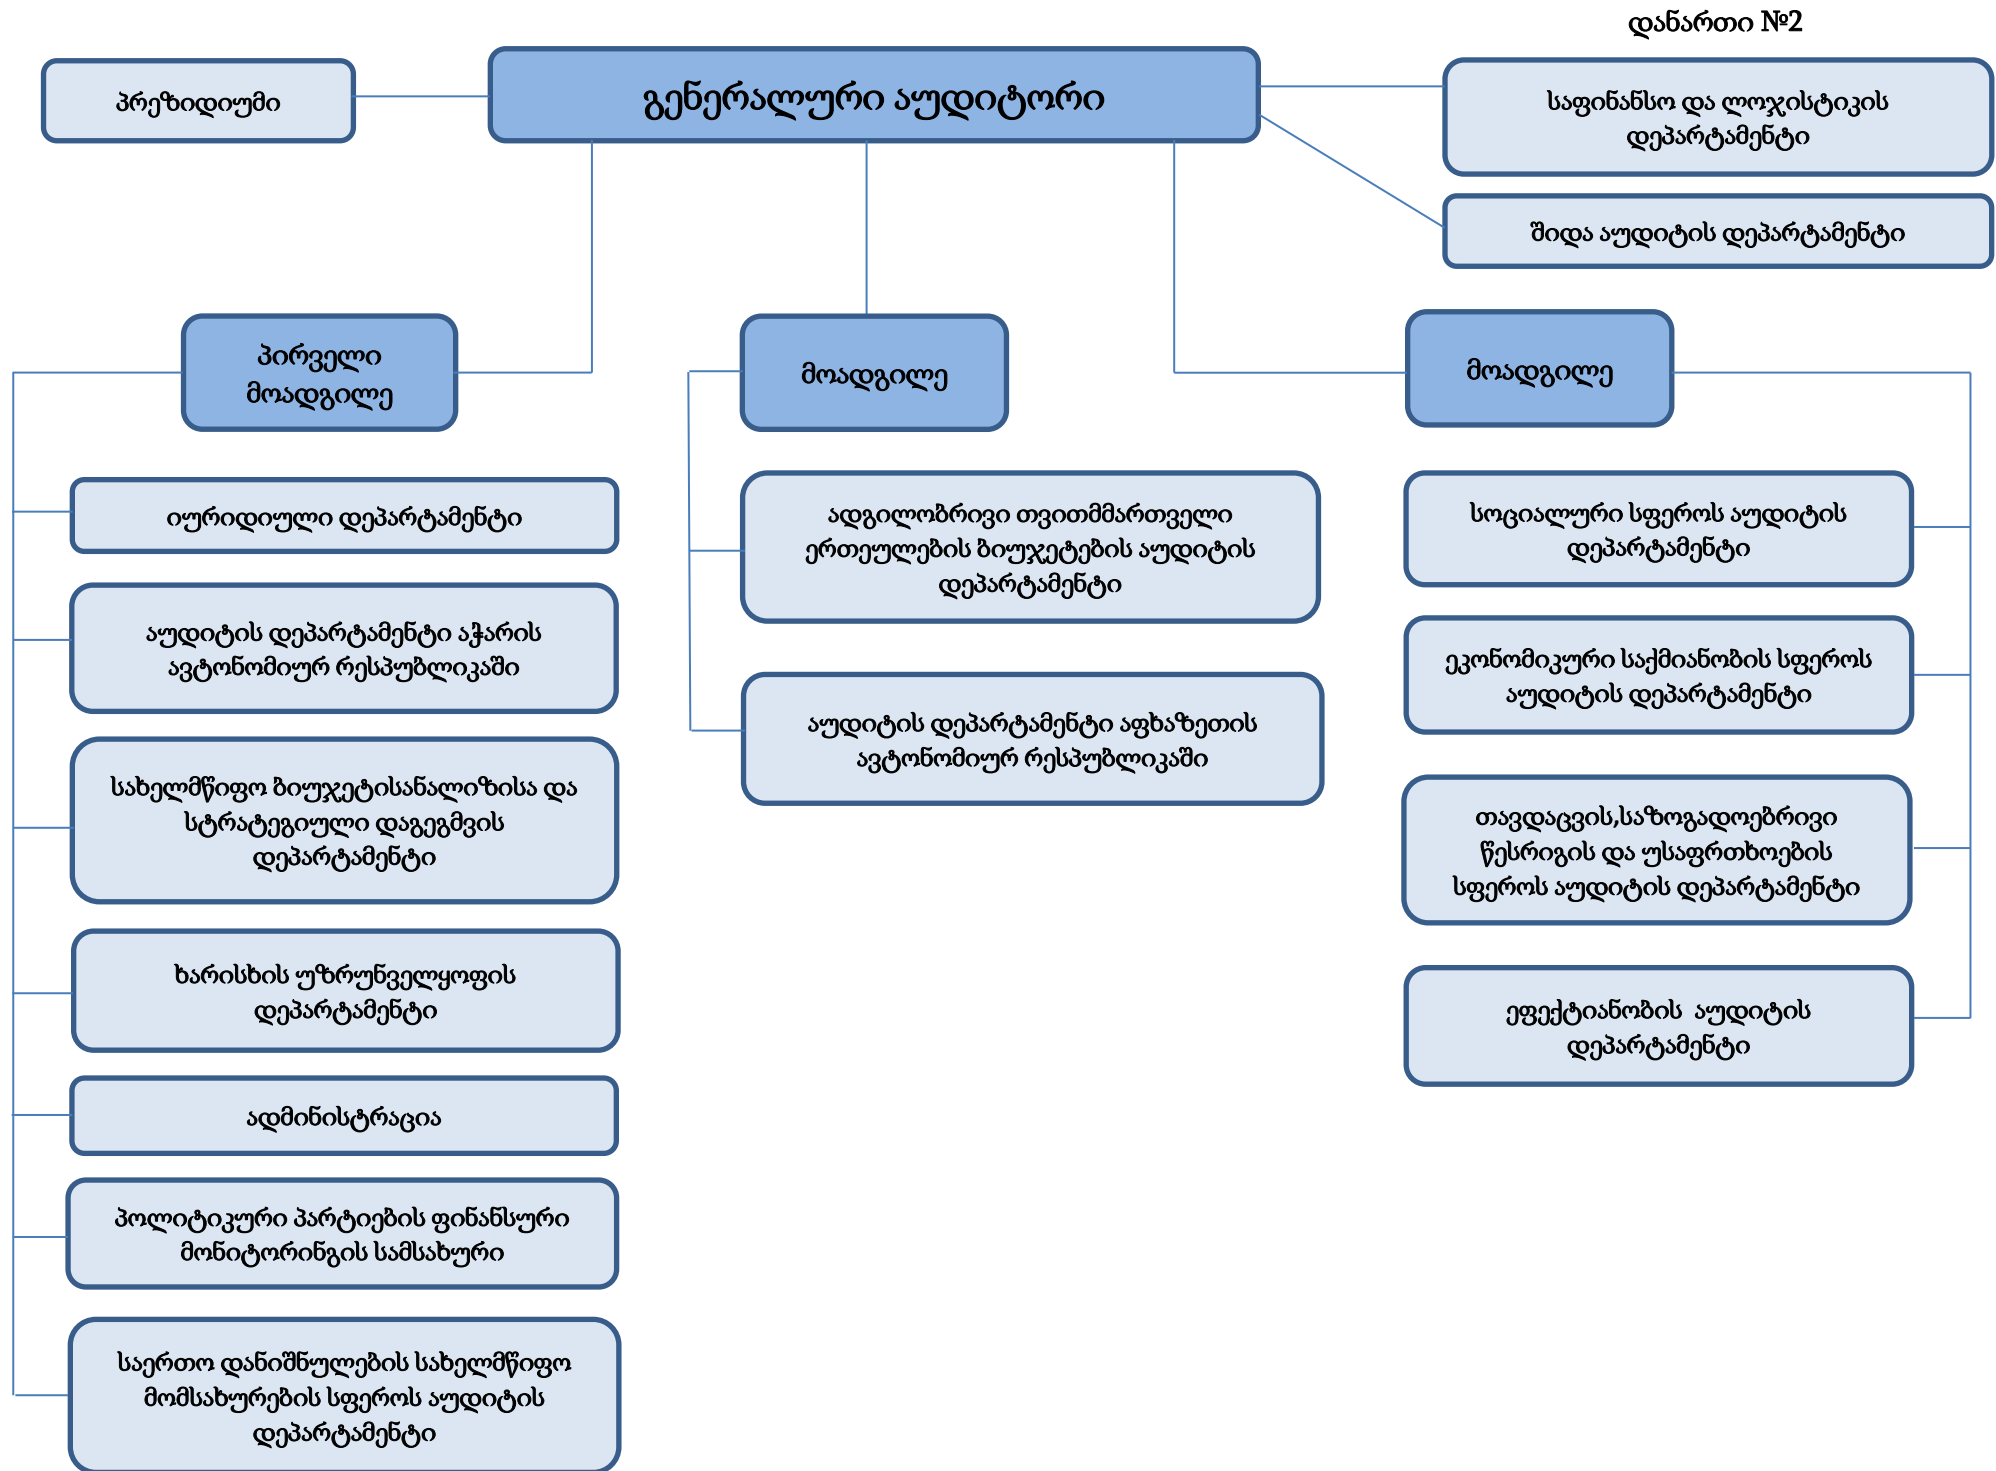 დანართი №2
პრეზიდიუმი
გენერალური აუდიტორი
საფინანსო და ლოჯისტიკის
დეპარტამენტი
შიდა აუდიტის დეპარტამენტი
პირველი
მოადგილე
მოადგილე
მოადგილე
იურიდიული დეპარტამენტი
აუდიტის დეპარტამენტი აჭარის
ავტონომიურ რესპუბლიკაში
სახელმწიფო ბიუჯეტისანალიზისა და
სტრატეგიული დაგეგმვის
დეპარტამენტი
ხარისხის უზრუნველყოფის
დეპარტამენტი
ადმინისტრაცია
პოლიტიკური პარტიების ფინანსური
მონიტორინგის სამსახური
საერთო დანიშნულების სახელმწიფო
მომსახურების სფეროს აუდიტის
დეპარტამენტი
ადგილობრივი თვითმმართველი
ერთეულების ბიუჯეტების აუდიტის
დეპარტამენტი
აუდიტის დეპარტამენტი აფხაზეთის
ავტონომიურ რესპუბლიკაში
სოციალური სფეროს აუდიტის
დეპარტამენტი
ეკონომიკური საქმიანობის სფეროს
აუდიტის დეპარტამენტი
თავდაცვის,საზოგადოებრივი
წესრიგის და უსაფრთხოების
სფეროს აუდიტის დეპარტამენტი
ეფექტიანობის აუდიტის
დეპარტამენტი